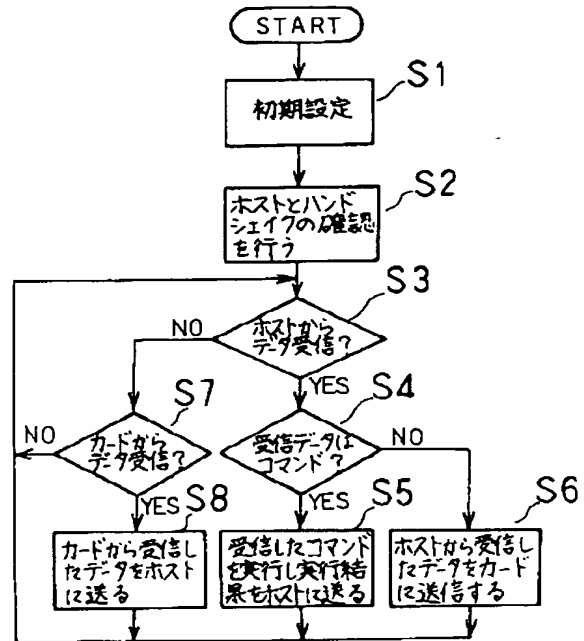 START
S1
初期設定
S2
ホストとハンド
シェイクの確認
を行う
S3
ホストから
データ受信?
NO
YES
S7
S4
カードから
データ受信?
NO
YES
受信データは
コマンド?
NO
YES
S8
S5
S6
カードから受信し
たデータをホスト
に送る
受信したコマンド
を実行し実行結
果をホストに送る
ホストから受信し
たデータをカード
に送信する